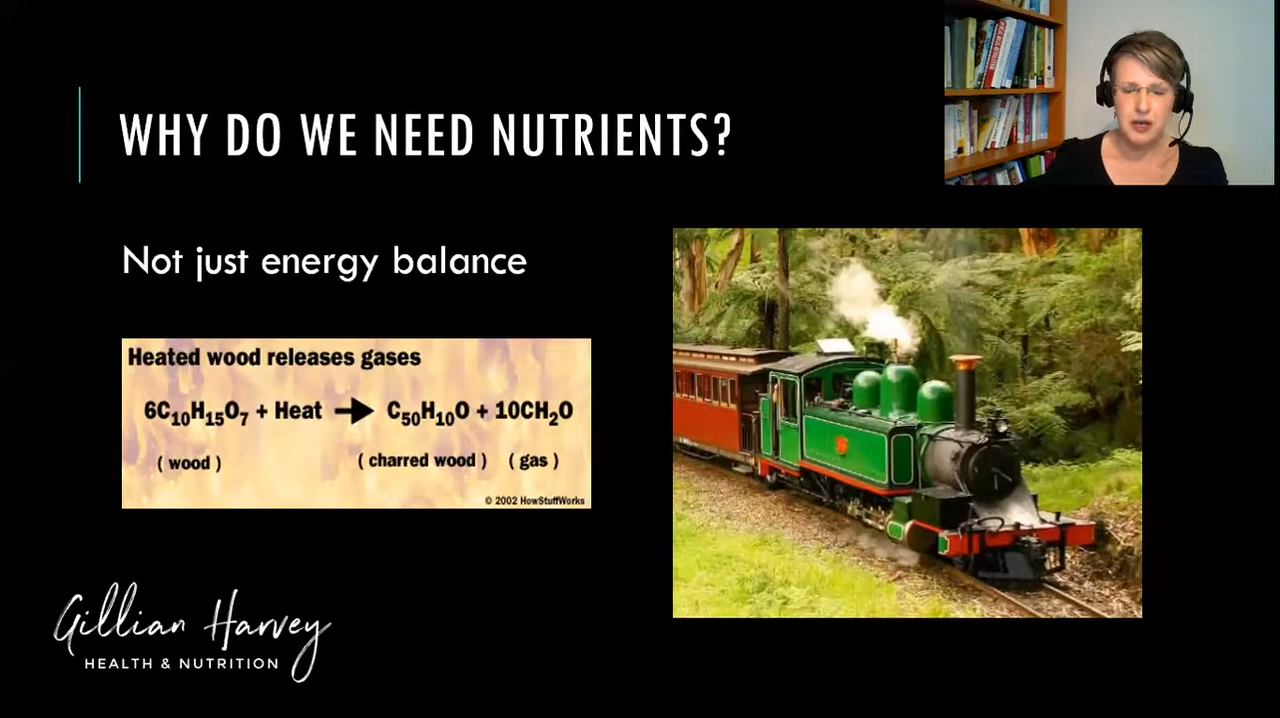 WHY DO WE NEED NUTRIENTS?
Not just energy balance
Heated wood releases gases
6C₁₀H₁₅O₇ + Heat → C₅₀H₁₀O + 10CH₂O
( wood ) ( charred wood ) ( gas )
© 2002 HowStuffWorks
Gillian Harvey
HEALTH & NUTRITION